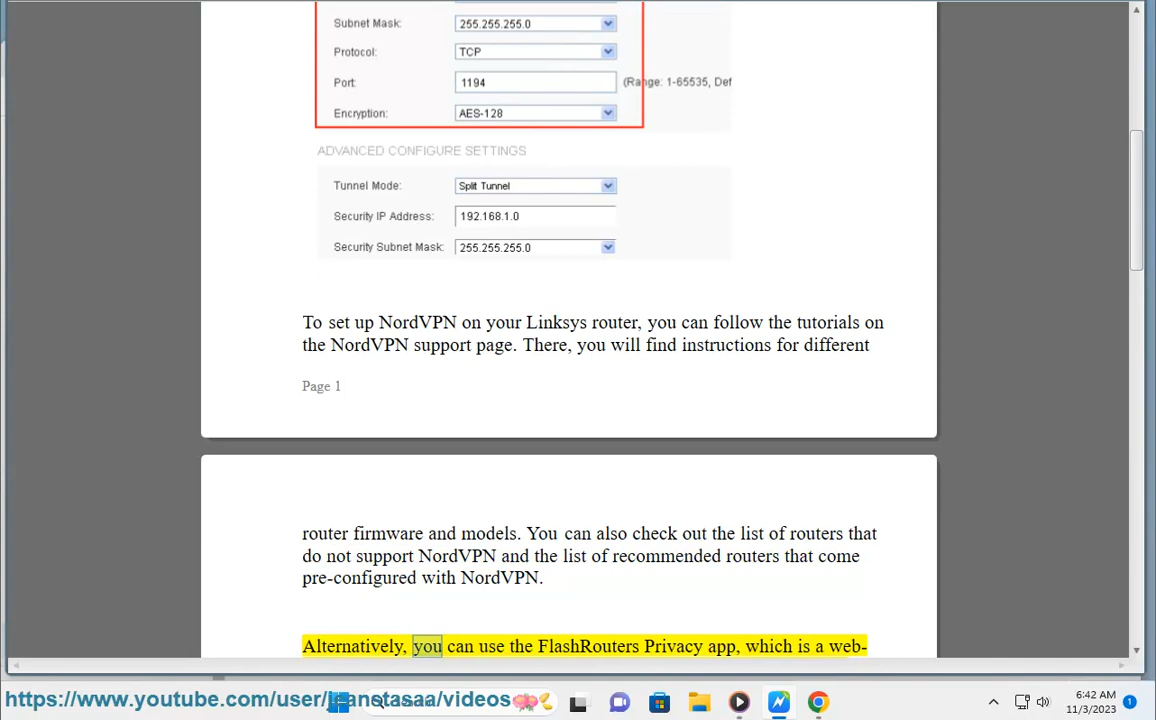 Subnet Mask: 255.255.255.0
Protocol: TCP
Port: 1194 (Range: 1-65535, Def
Encryption: AES-128
ADVANCED CONFIGURE SETTINGS
Tunnel Mode: Split Tunnel
Security IP Address: 192.168.1.0
Security Subnet Mask: 255.255.255.0
To set up NordVPN on your Linksys router, you can follow the tutorials on
the NordVPN support page. There, you will find instructions for different
Page 1
router firmware and models. You can also check out the list of routers that
do not support NordVPN and the list of recommended routers that come
pre-configured with NordVPN.
Alternatively, you can use the FlashRouters Privacy app, which is a web-
https://www.youtube.com/user/jeanstasaa/videos
6:42 AM
11/3/2023
1